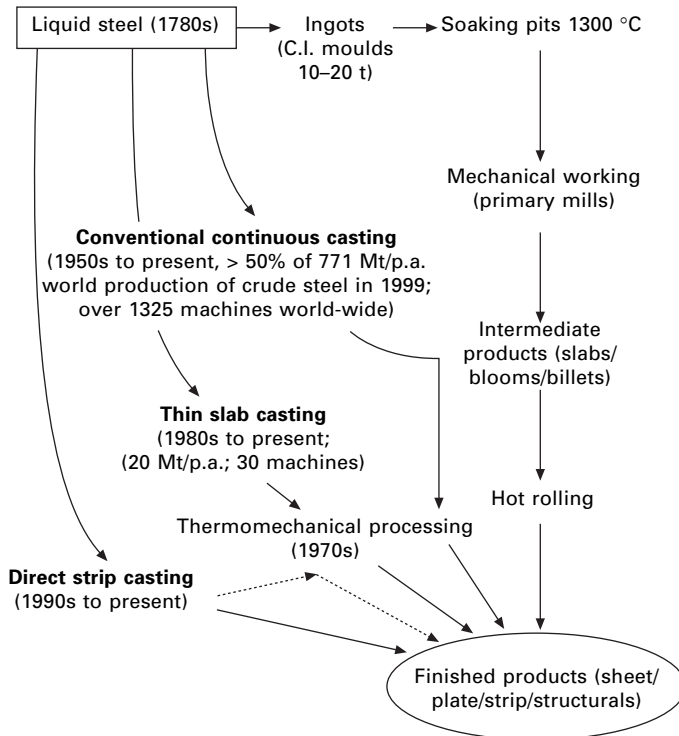 Liquid steel (1780s)
Ingots
(C.I. moulds
10–20 t)
Soaking pits 1300 °C
Mechanical working
(primary mills)
Conventional continuous casting
(1950s to present, > 50% of 771 Mt/p.a.
world production of crude steel in 1999;
over 1325 machines world-wide)
Intermediate
products (slabs/
blooms/billets)
Thin slab casting
(1980s to present;
(20 Mt/p.a.; 30 machines)
Hot rolling
Thermomechanical processing
(1970s)
Direct strip casting
(1990s to present)
Finished products (sheet/
plate/strip/structurals)